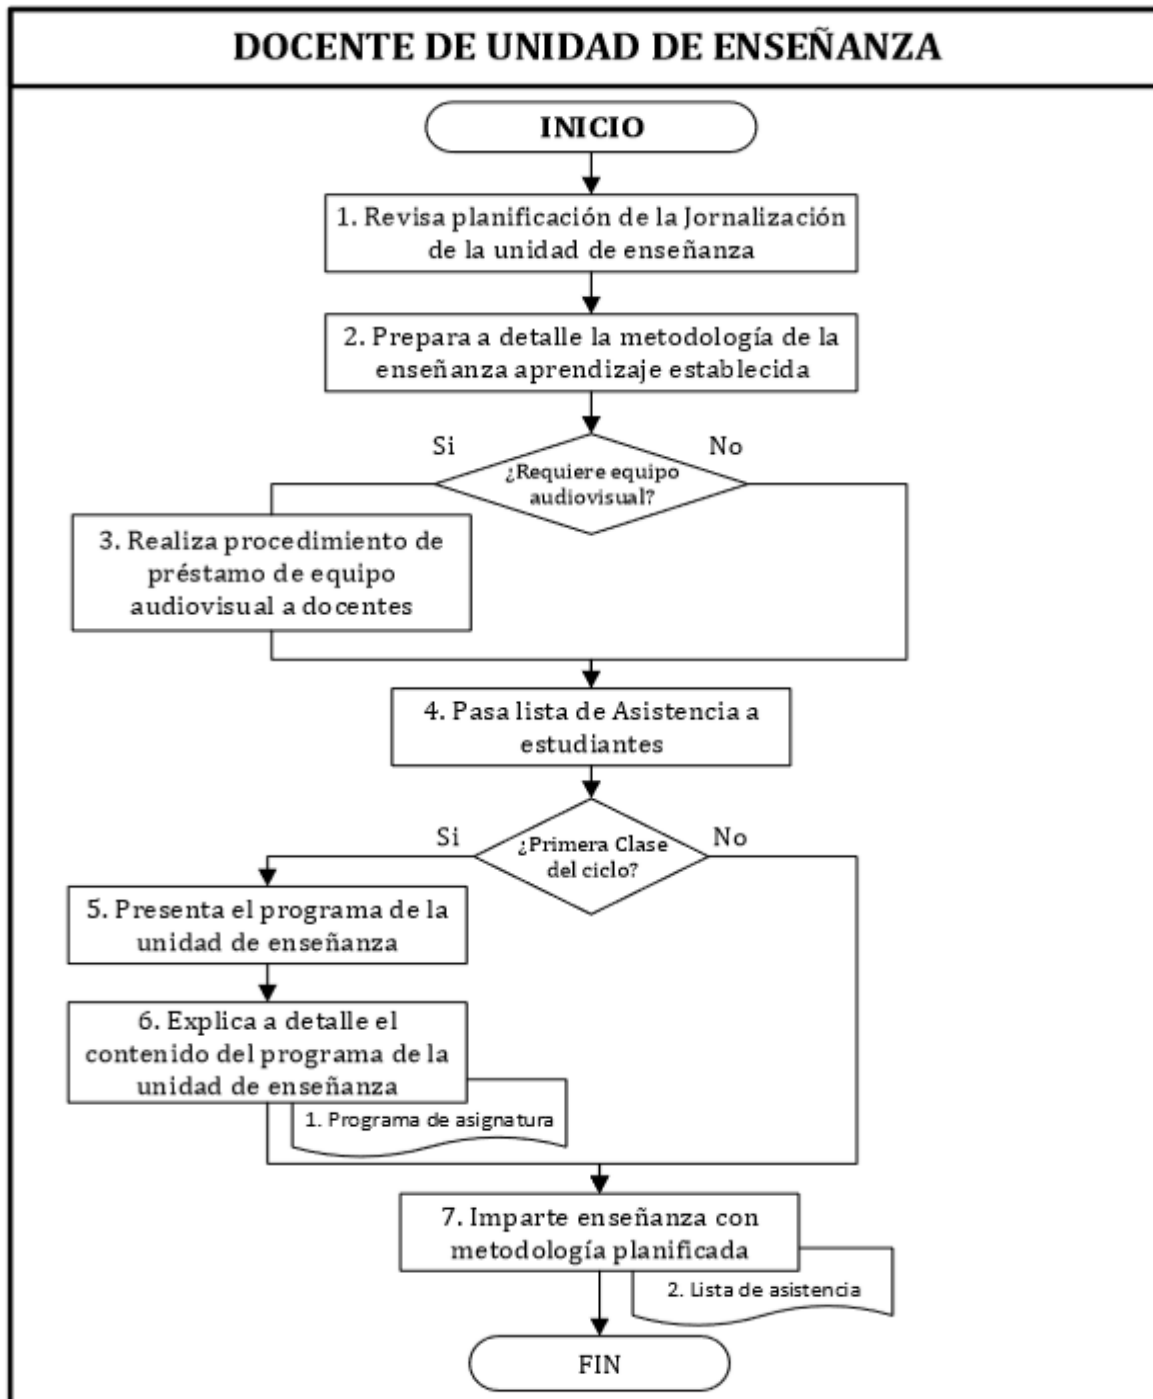 DOCENTE DE UNIDAD DE ENSEÑANZA
INICIO
1. Revisa planificación de la Jornalización
de la unidad de enseñanza
2. Prepara a detalle la metodología de la
enseñanza aprendizaje establecida
Si
No
¿Requiere equipo
audiovisual?
3. Realiza procedimiento de
préstamo de equipo
audiovisual a docentes
4. Pasa lista de Asistencia a
estudiantes
Si
No
¿Primera Clase
del ciclo?
5. Presenta el programa de la
unidad de enseñanza
6. Explica a detalle el
contenido del programa de la
unidad de enseñanza
1. Programa de asignatura
7. Imparte enseñanza con
metodología planificada
2. Lista de asistencia
FIN